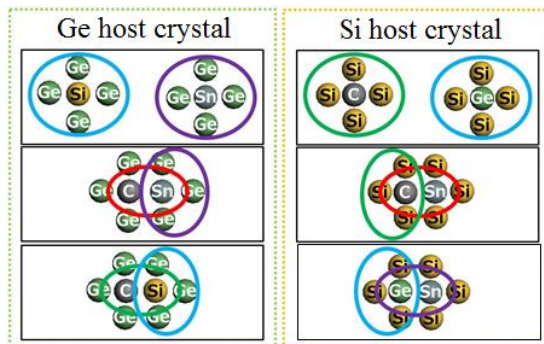 Ge host crystal
Ge Ge
Ge Si Ge Ge Sn Ge
Ge Ge
Ge Ge
Ge C Sn Ge
Ge Ge
Ge Ge
Ge C Si Ge
Ge Ge
Si host crystal
Si Si
Si C Si Si Ge Si
Si Si
Si Si
Si C Sn Si
Si Si
Si Si
Si Ge Sn Si
Si Si